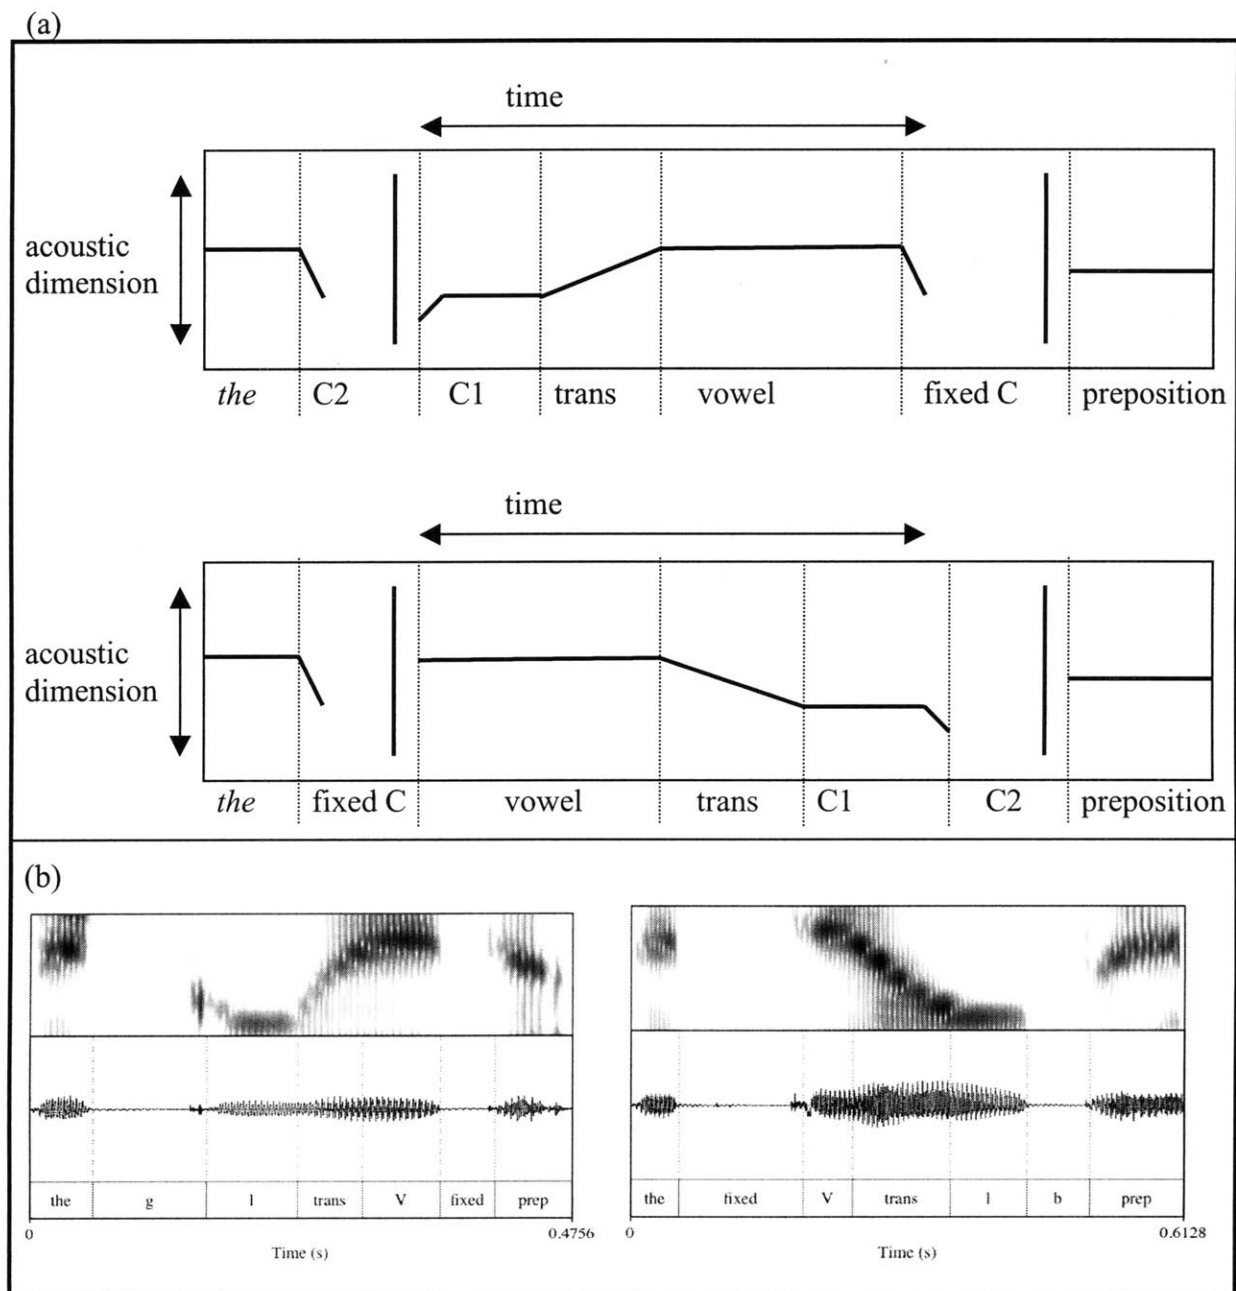 (a)
time
acoustic
dimension
the C2 C1 trans vowel fixed C preposition
time
acoustic
dimension
the fixed C vowel trans C1 C2 preposition
(b)
the g l trans V fixed prep
0 0.4756
Time (s)
the fixed V trans l b prep
0 0.6128
Time (s)